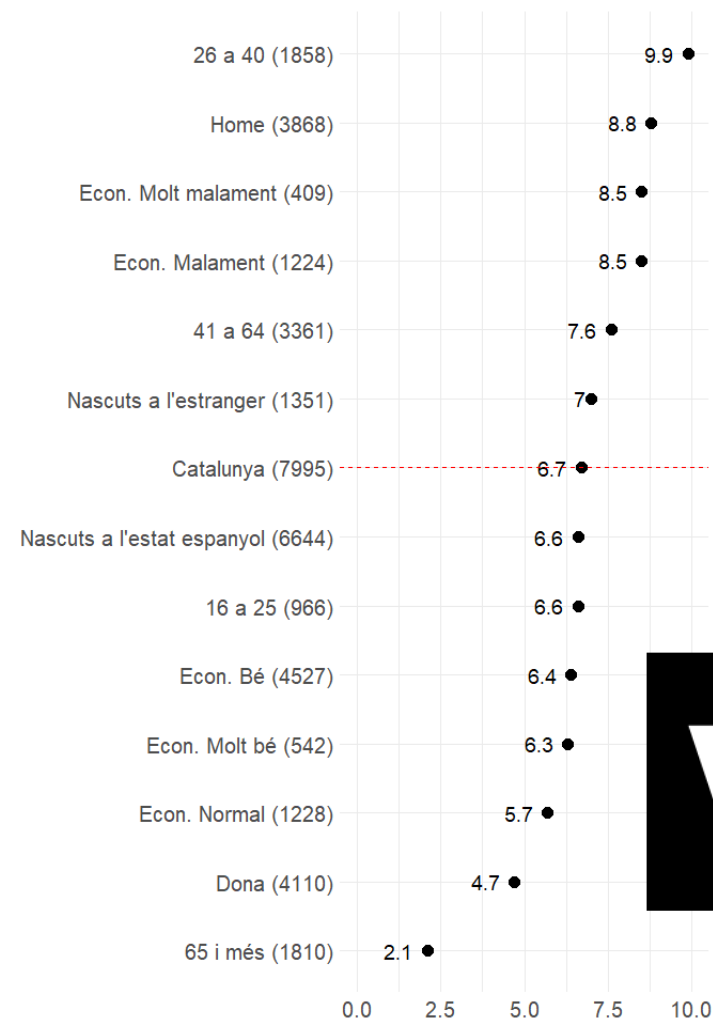 26 a 40 (1858) 9.9
Home (3868) 8.8
Econ. Molt malament (409) 8.5
Econ. Malament (1224) 8.5
41 a 64 (3361) 7.6
Nascuts a l'estranger (1351) 7
Catalunya (7995) 6.7
Nascuts a l'estat espanyol (6644) 6.6
16 a 25 (966) 6.6
Econ. Bé (4527) 6.4
Econ. Molt bé (542) 6.3
Econ. Normal (1228) 5.7
Dona (4110) 4.7
65 i més (1810) 2.1
0.0 2.5 5.0 7.5 10.0